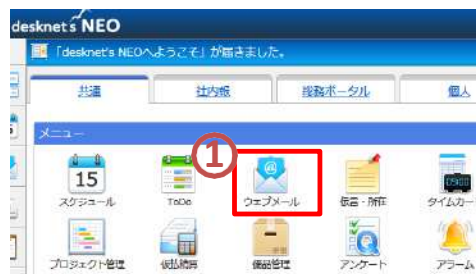 desknet's NEO
「desknet's NEOへようこそ」が届きました。
共通 社内報 総務ポータル 個人
メニュー
①
15
スケジュール ToDo ウェブメール 伝言・所在 タイムカー
プロジェクト管理 仮払精算 備品管理 アンケート アラーム